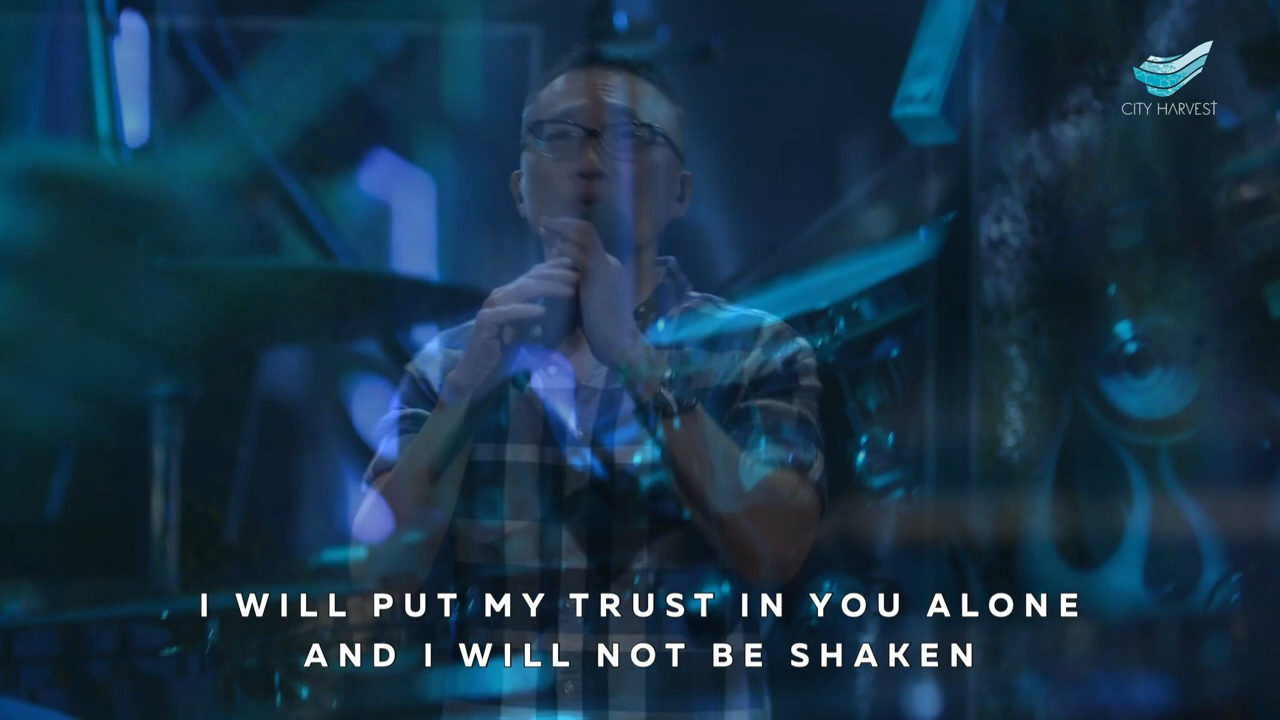 CITY HARVEST
I WILL PUT MY TRUST IN YOU ALONE
AND I WILL NOT BE SHAKEN